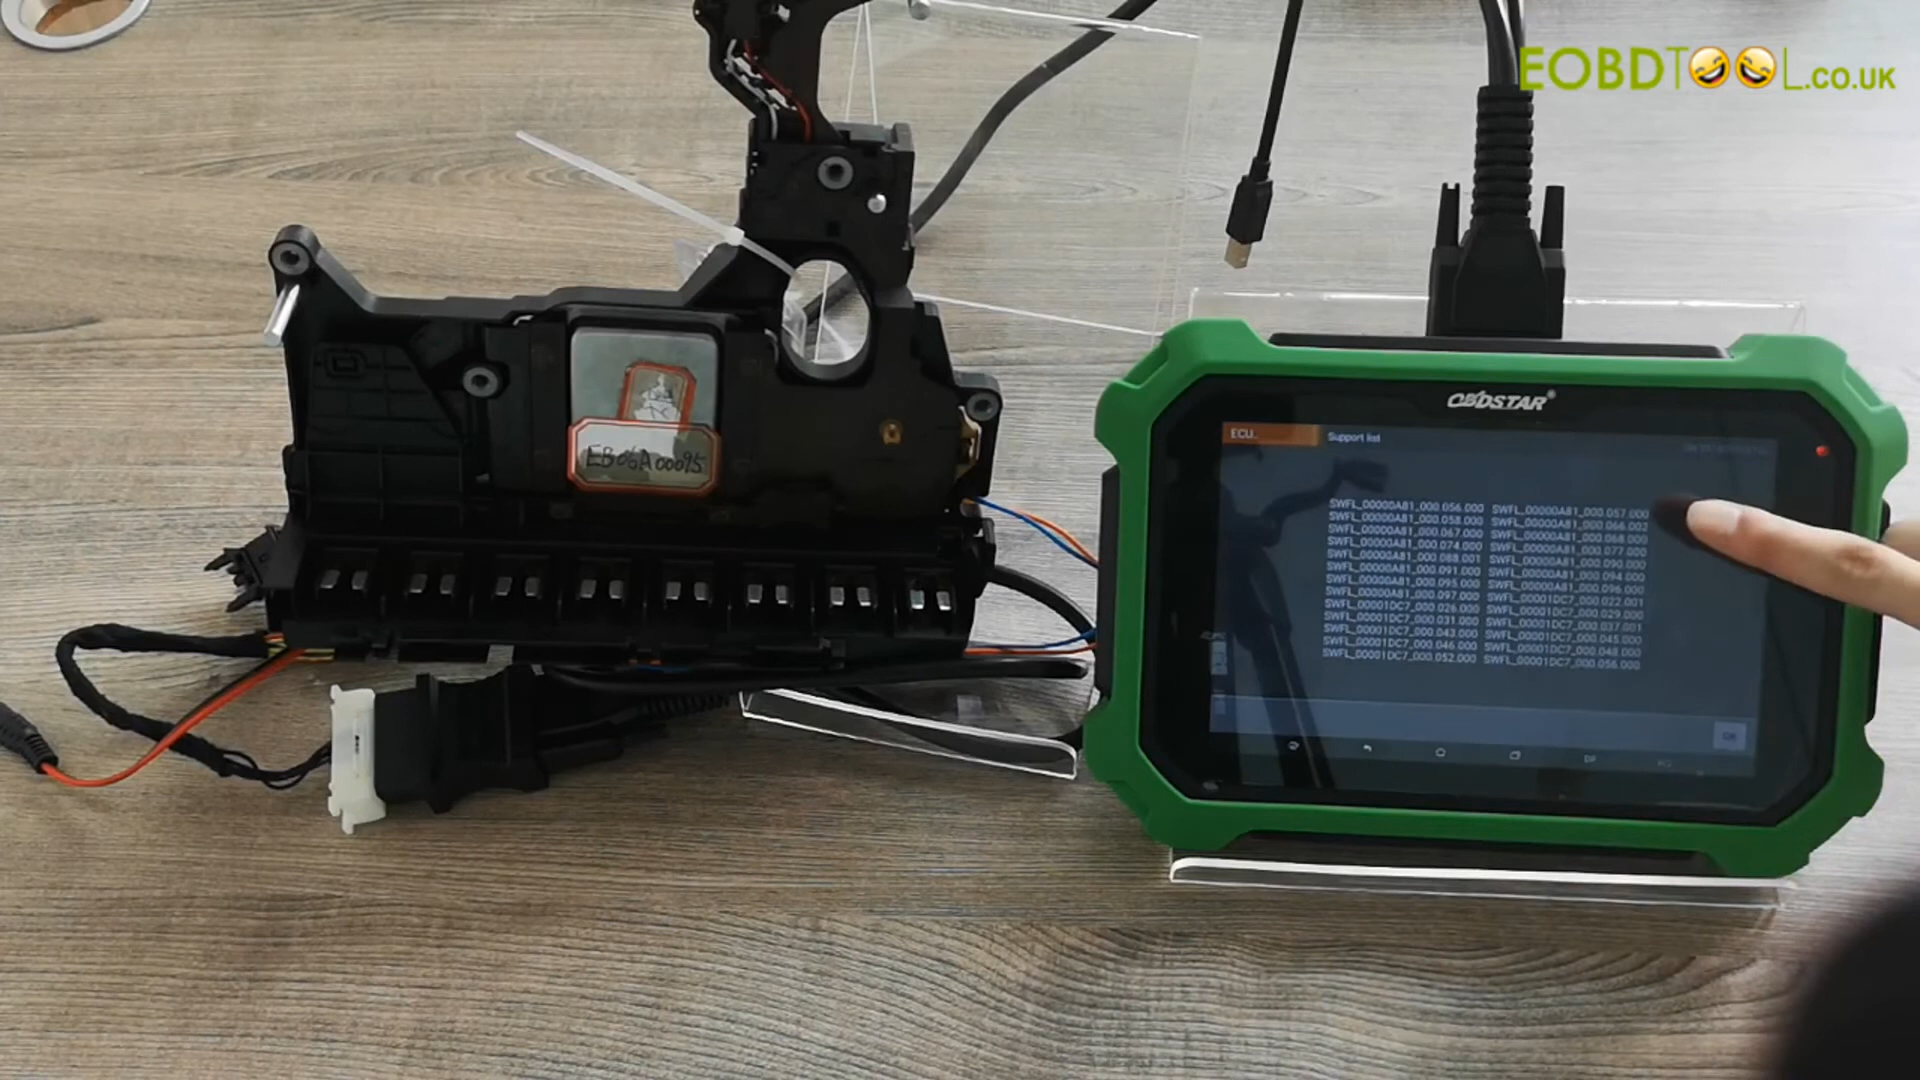 EOBDTOOL.CO.UK
OBDSTAR®
ECU.
Support list
SWFL_00000A81_000.056.000 SWFL_00000A81_000.057.000
SWFL_00000A81_000.058.000 SWFL_00000A81_000.066.002
SWFL_00000A81_000.067.000 SWFL_00000A81_000.068.000
SWFL_00000A81_000.074.000 SWFL_00000A81_000.077.000
SWFL_00000A81_000.088.001 SWFL_00000A81_000.090.000
SWFL_00000A81_000.091.000 SWFL_00000A81_000.094.000
SWFL_00000A81_000.095.000 SWFL_00000A81_000.096.000
SWFL_00000A81_000.097.000 SWFL_00001DC7_000.022.001
SWFL_00001DC7_000.026.000 SWFL_00001DC7_000.029.000
SWFL_00001DC7_000.031.000 SWFL_00001DC7_000.037.001
SWFL_00001DC7_000.043.000 SWFL_00001DC7_000.045.000
SWFL_00001DC7_000.046.000 SWFL_00001DC7_000.048.000
SWFL_00001DC7_000.052.000 SWFL_00001DC7_000.056.000
OK
DP
EB06A00095